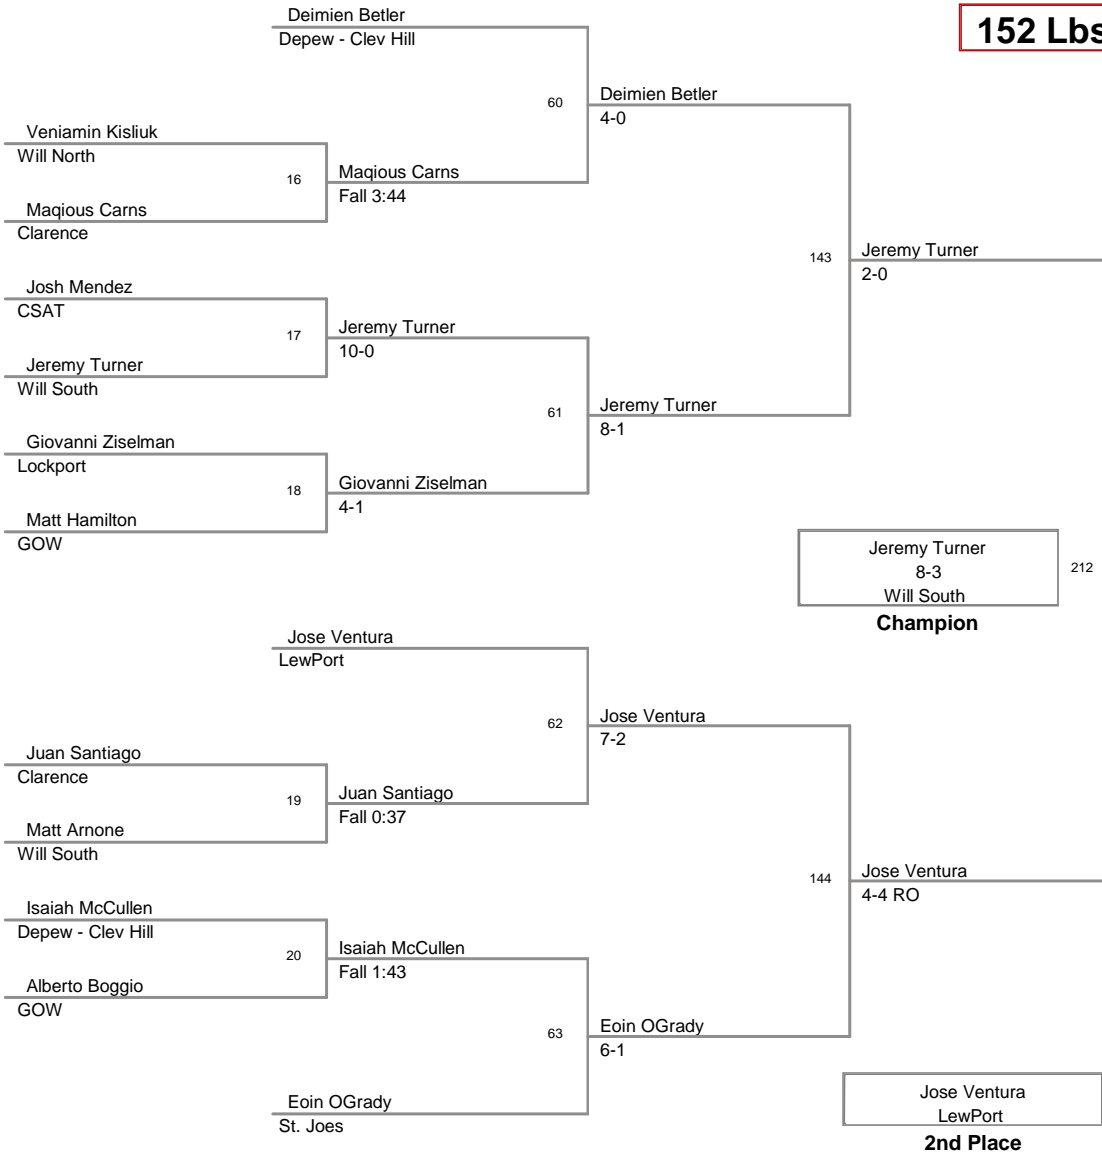 Deimien Betler
Depew - Clev Hill
152 Lbs
60
Deimien Betler
4-0
Veniamin Kisliuk
Will North
16
Maqious Carns
Fall 3:44
Maqious Carns
Clarence
143
Jeremy Turner
2-0
Josh Mendez
CSAT
17
Jeremy Turner
10-0
Jeremy Turner
Will South
61
Jeremy Turner
8-1
Giovanni Ziselman
Lockport
18
Giovanni Ziselman
4-1
Matt Hamilton
GOW
Jeremy Turner
8-3
Will South
212
Champion
Jose Ventura
LewPort
62
Jose Ventura
7-2
Juan Santiago
Clarence
19
Juan Santiago
Fall 0:37
Matt Arnone
Will South
144
Jose Ventura
4-4 RO
Isaiah McCullen
Depew - Clev Hill
20
Isaiah McCullen
Fall 1:43
Alberto Boggio
GOW
63
Eoin OGrady
6-1
Eoin OGrady
St. Joes
Jose Ventura
LewPort
2nd Place